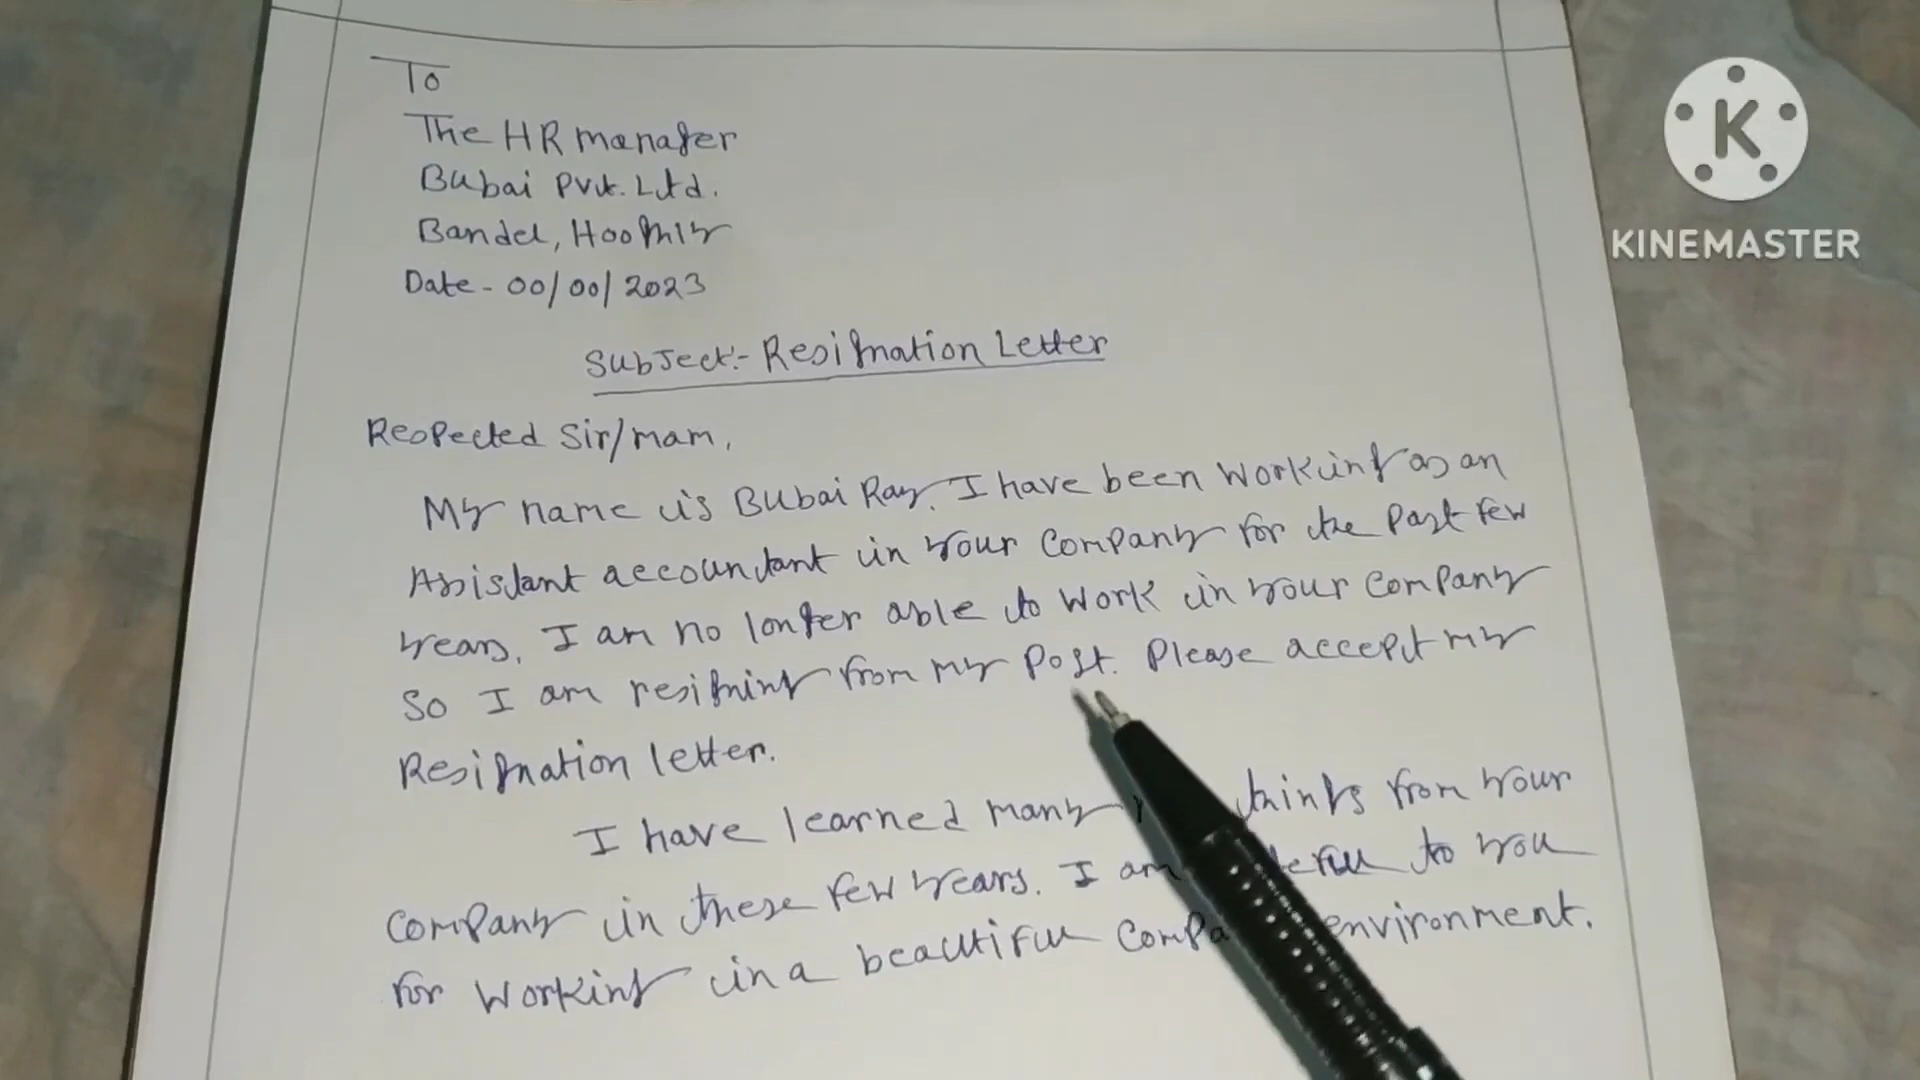 To
The HR manager
Bubai Pvt. Ltd.
Bandel, Hooghly
Date - 00/00/2023
Subject:- Resignation Letter
Respected Sir/mam,
My name is Bubai Ray. I have been working as an
Assistant accountant in your company for the past few
years. I am no longer able to work in your company
So I am resigning from my post. Please accept my
Resignation letter.
I have learned many things from your
company in these few years. I am to you
for working in a beautiful environment.
KINEMASTER